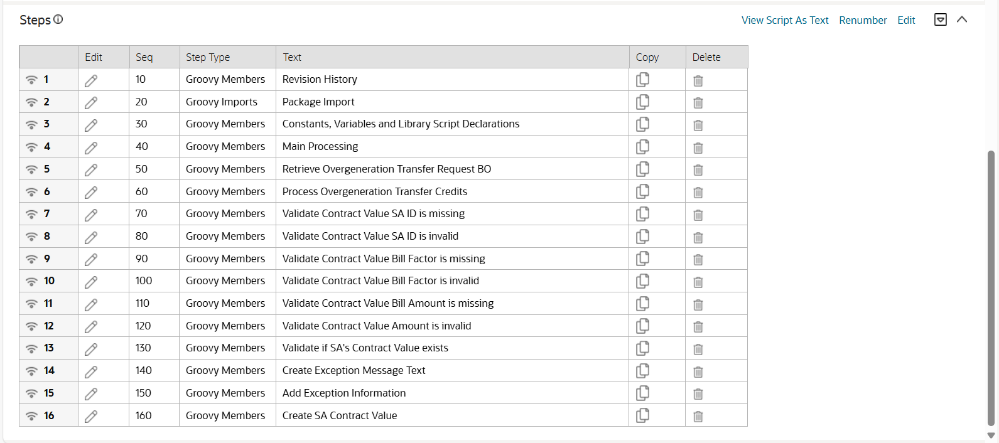 Steps View Script As Text Renumber Edit
Edit Seq Step Type Text Copy Delete
1 10 Groovy Members Revision History
2 20 Groovy Imports Package Import
3 30 Groovy Members Constants, Variables and Library Script Declarations
4 40 Groovy Members Main Processing
5 50 Groovy Members Retrieve Overgeneration Transfer Request BO
6 60 Groovy Members Process Overgeneration Transfer Credits
7 70 Groovy Members Validate Contract Value SA ID is missing
8 80 Groovy Members Validate Contract Value SA ID is invalid
9 90 Groovy Members Validate Contract Value Bill Factor is missing
10 100 Groovy Members Validate Contract Value Bill Factor is invalid
11 110 Groovy Members Validate Contract Value Bill Amount is missing
12 120 Groovy Members Validate Contract Value Amount is invalid
13 130 Groovy Members Validate if SA's Contract Value exists
14 140 Groovy Members Create Exception Message Text
15 150 Groovy Members Add Exception Information
16 160 Groovy Members Create SA Contract Value